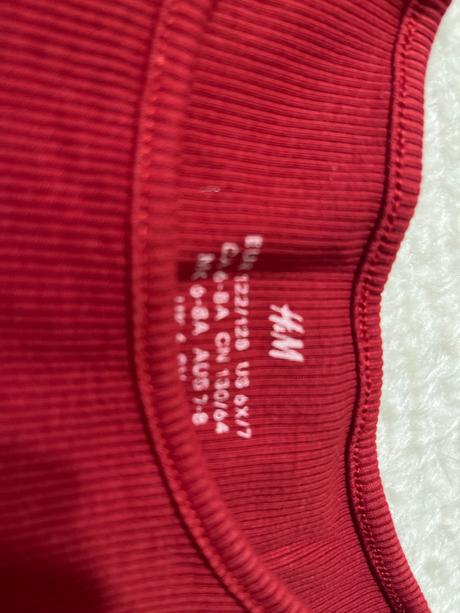 H&M
EUR 122/128 US 6X/7
CA 6-8A CN 130/64
MX 6-8A AUS 7-8